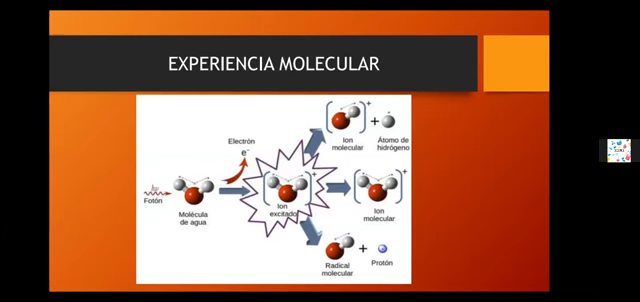 EXPERIENCIA MOLECULAR
Electrón
e⁻
hν
Fotón
Molécula
de agua
+
Ion
excitado
+
+
Ion
molecular
Átomo de
hidrógeno
+
Ion
molecular
+
Radical
molecular
Protón